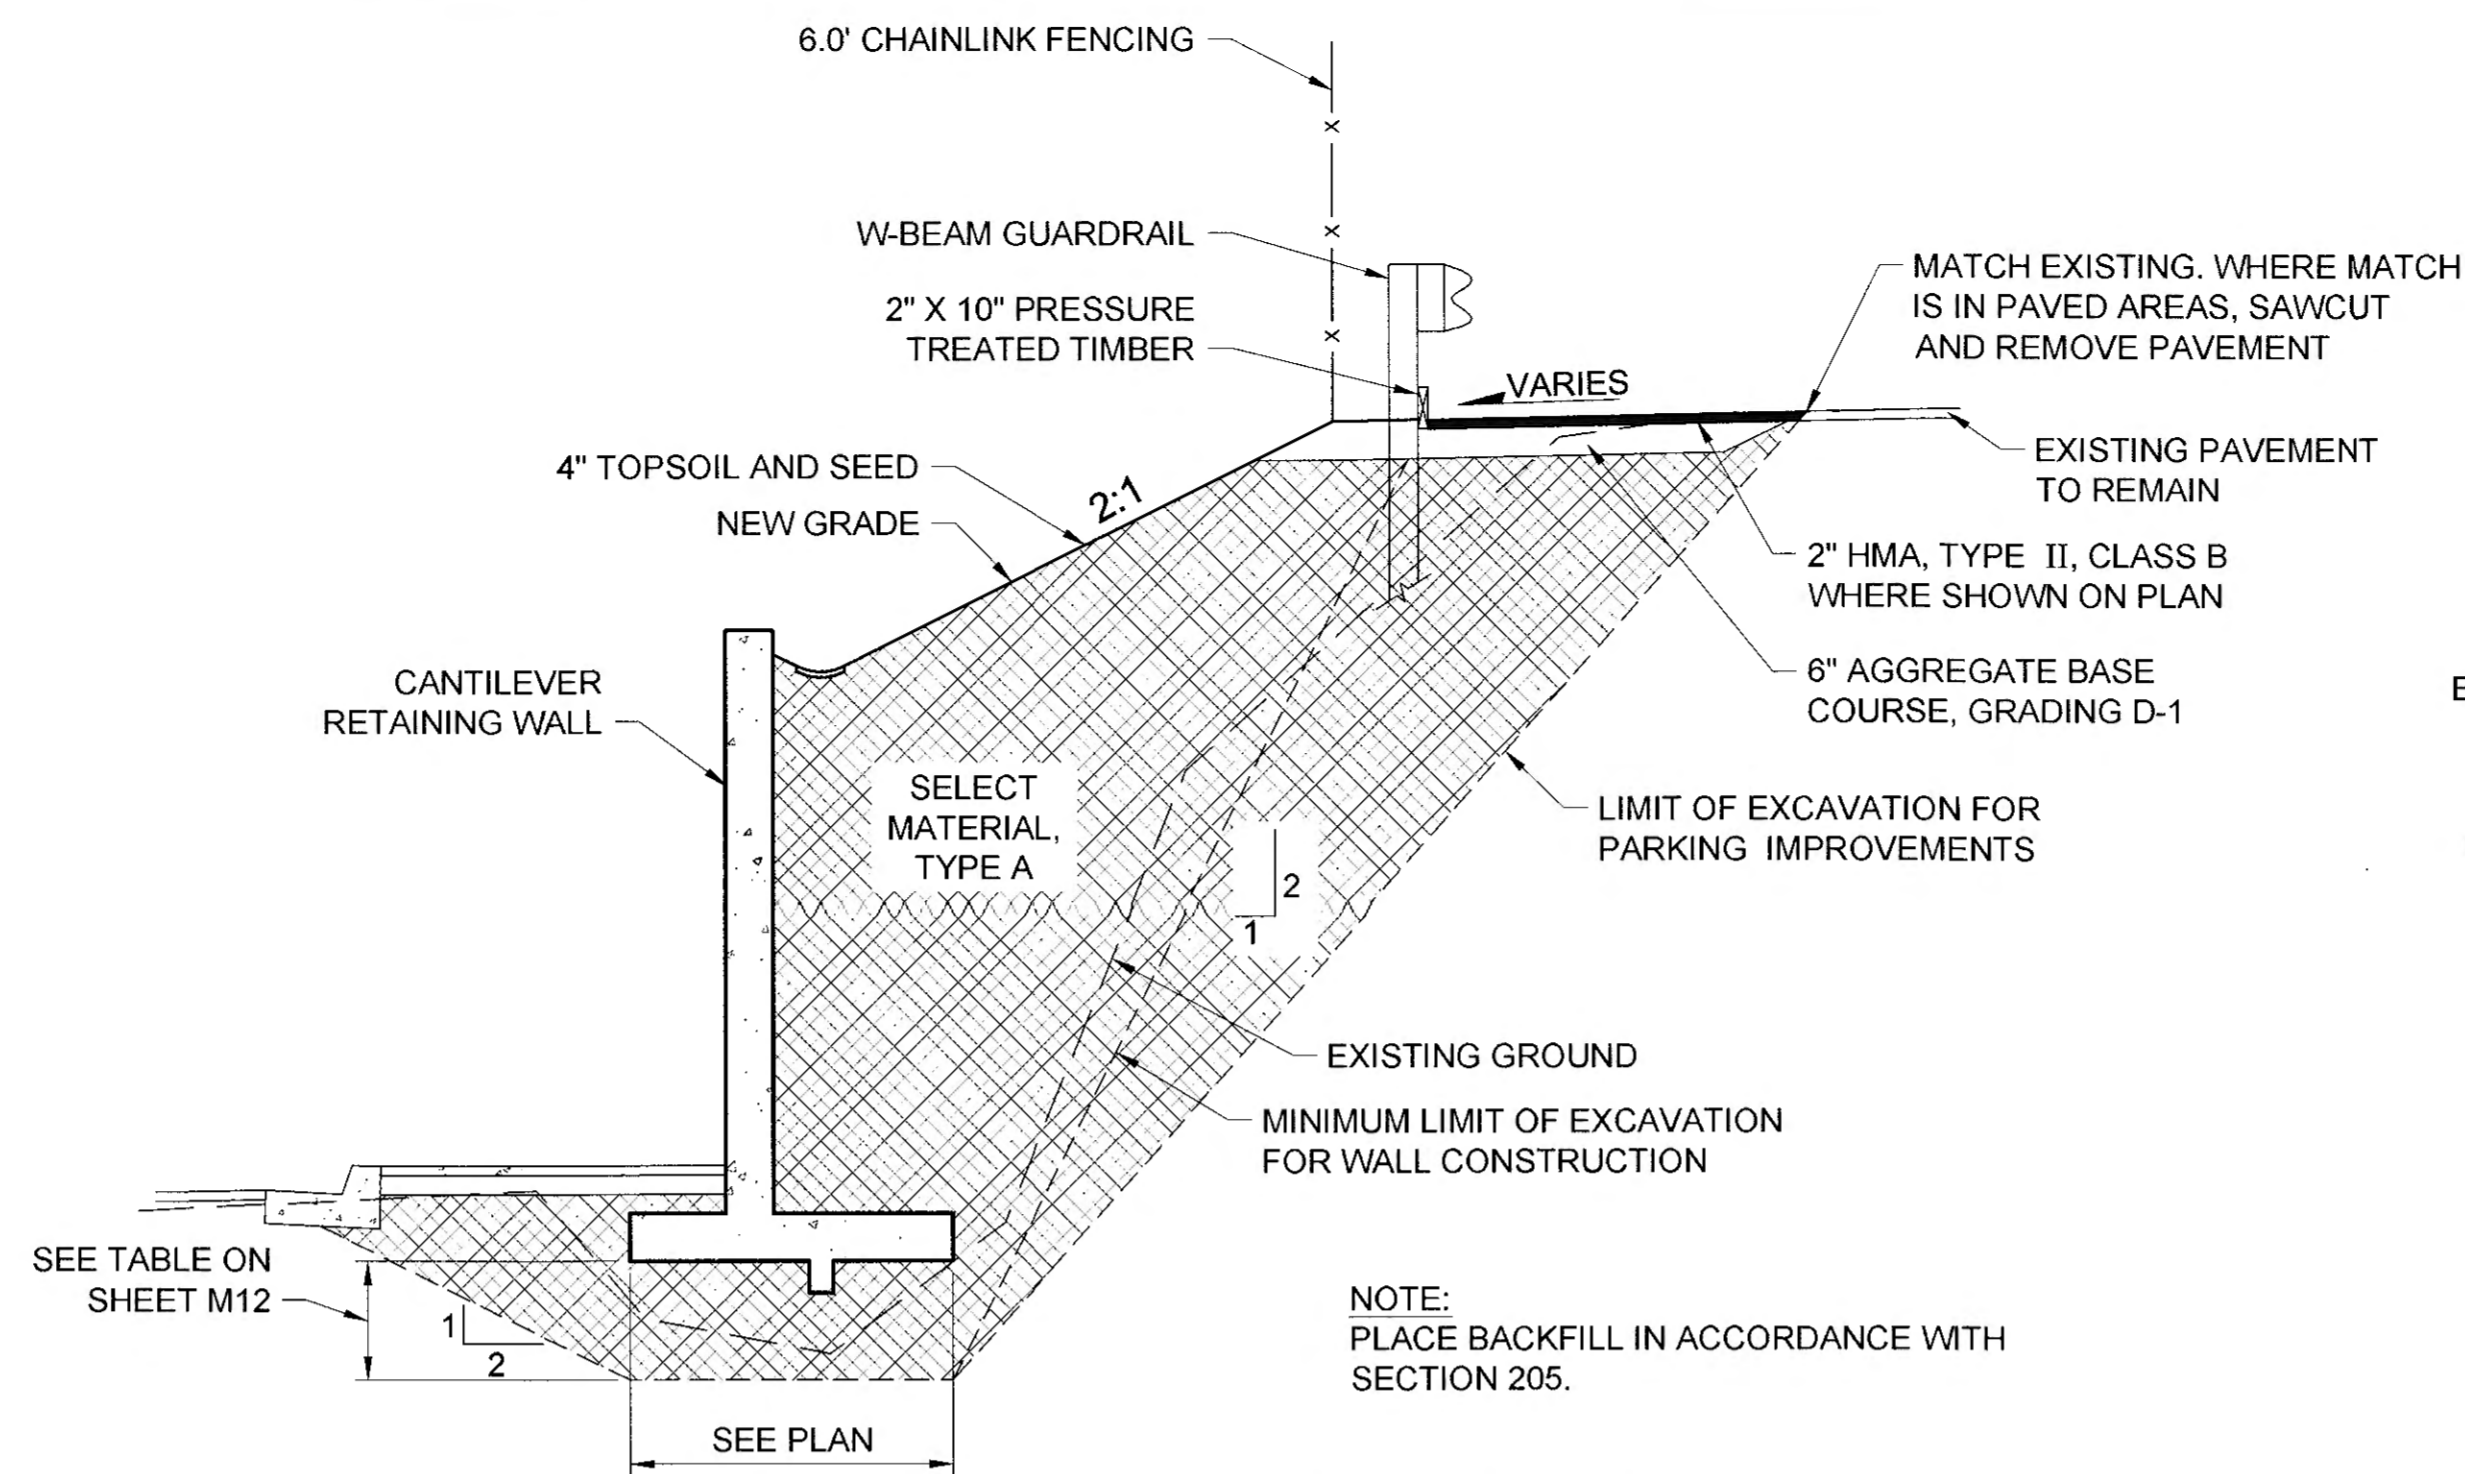 6.0' CHAINLINK FENCING
W-BEAM GUARDRAIL
2" X 10" PRESSURE
TREATED TIMBER
MATCH EXISTING. WHERE MATCH
IS IN PAVED AREAS, SAWCUT
AND REMOVE PAVEMENT
VARIES
EXISTING PAVEMENT
TO REMAIN
4" TOPSOIL AND SEED
NEW GRADE
2:1
2" HMA, TYPE II, CLASS B
WHERE SHOWN ON PLAN
6" AGGREGATE BASE
COURSE, GRADING D-1
CANTILEVER
RETAINING WALL
SELECT
MATERIAL,
TYPE A
LIMIT OF EXCAVATION FOR
PARKING IMPROVEMENTS
2
1
EXISTING GROUND
MINIMUM LIMIT OF EXCAVATION
FOR WALL CONSTRUCTION
SEE TABLE ON
SHEET M12
1
2
SEE PLAN
NOTE:
PLACE BACKFILL IN ACCORDANCE WITH
SECTION 205.